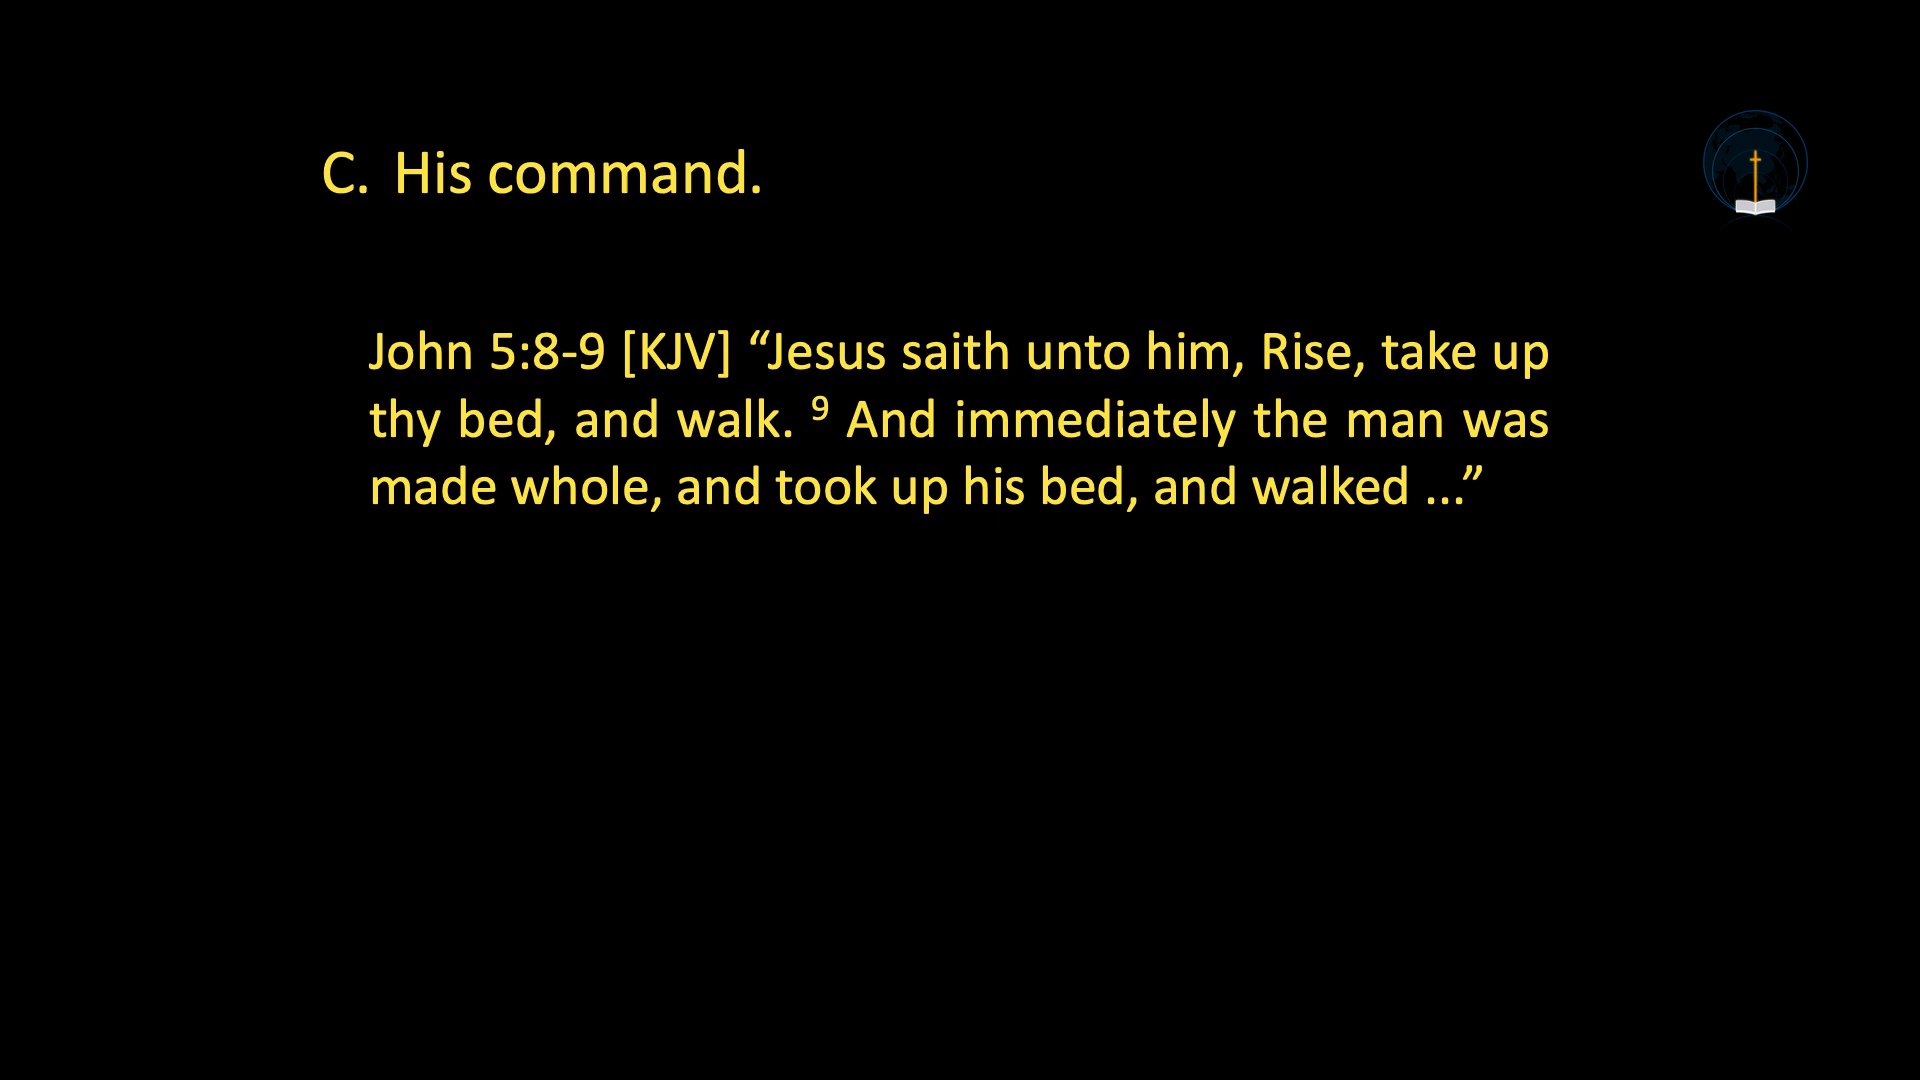 C. His command.
John 5:8-9 [KJV] “Jesus saith unto him, Rise, take up
thy bed, and walk. ⁹ And immediately the man was
made whole, and took up his bed, and walked ...”